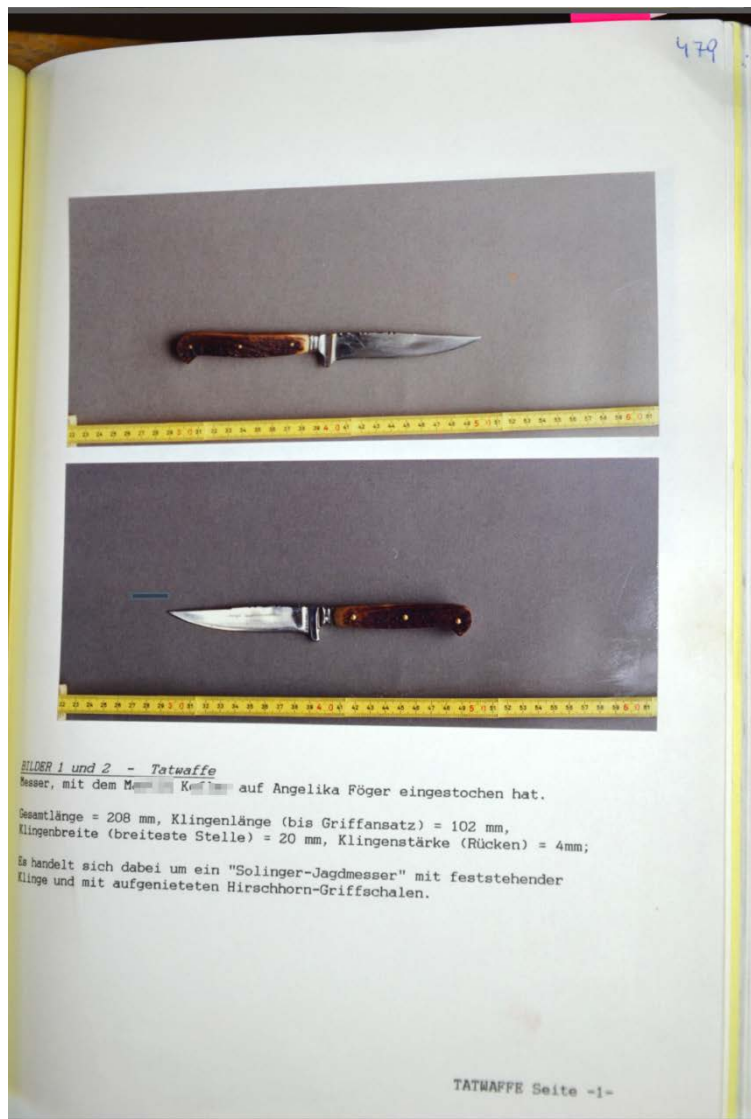 479
BILDER 1 und 2 - Tatwaffe
Messer, mit dem auf Angelika Föger eingestochen hat.
Gesamtlänge = 208 mm, Klingenlänge (bis Griffansatz) = 102 mm,
Klingenbreite (breiteste Stelle) = 20 mm, Klingenstärke (Rücken) = 4mm;
Es handelt sich dabei um ein "Solinger-Jagdmesser" mit feststehender
Klinge und mit aufgenieteten Hirschhorn-Griffschalen.
TATWAFFE Seite -1-